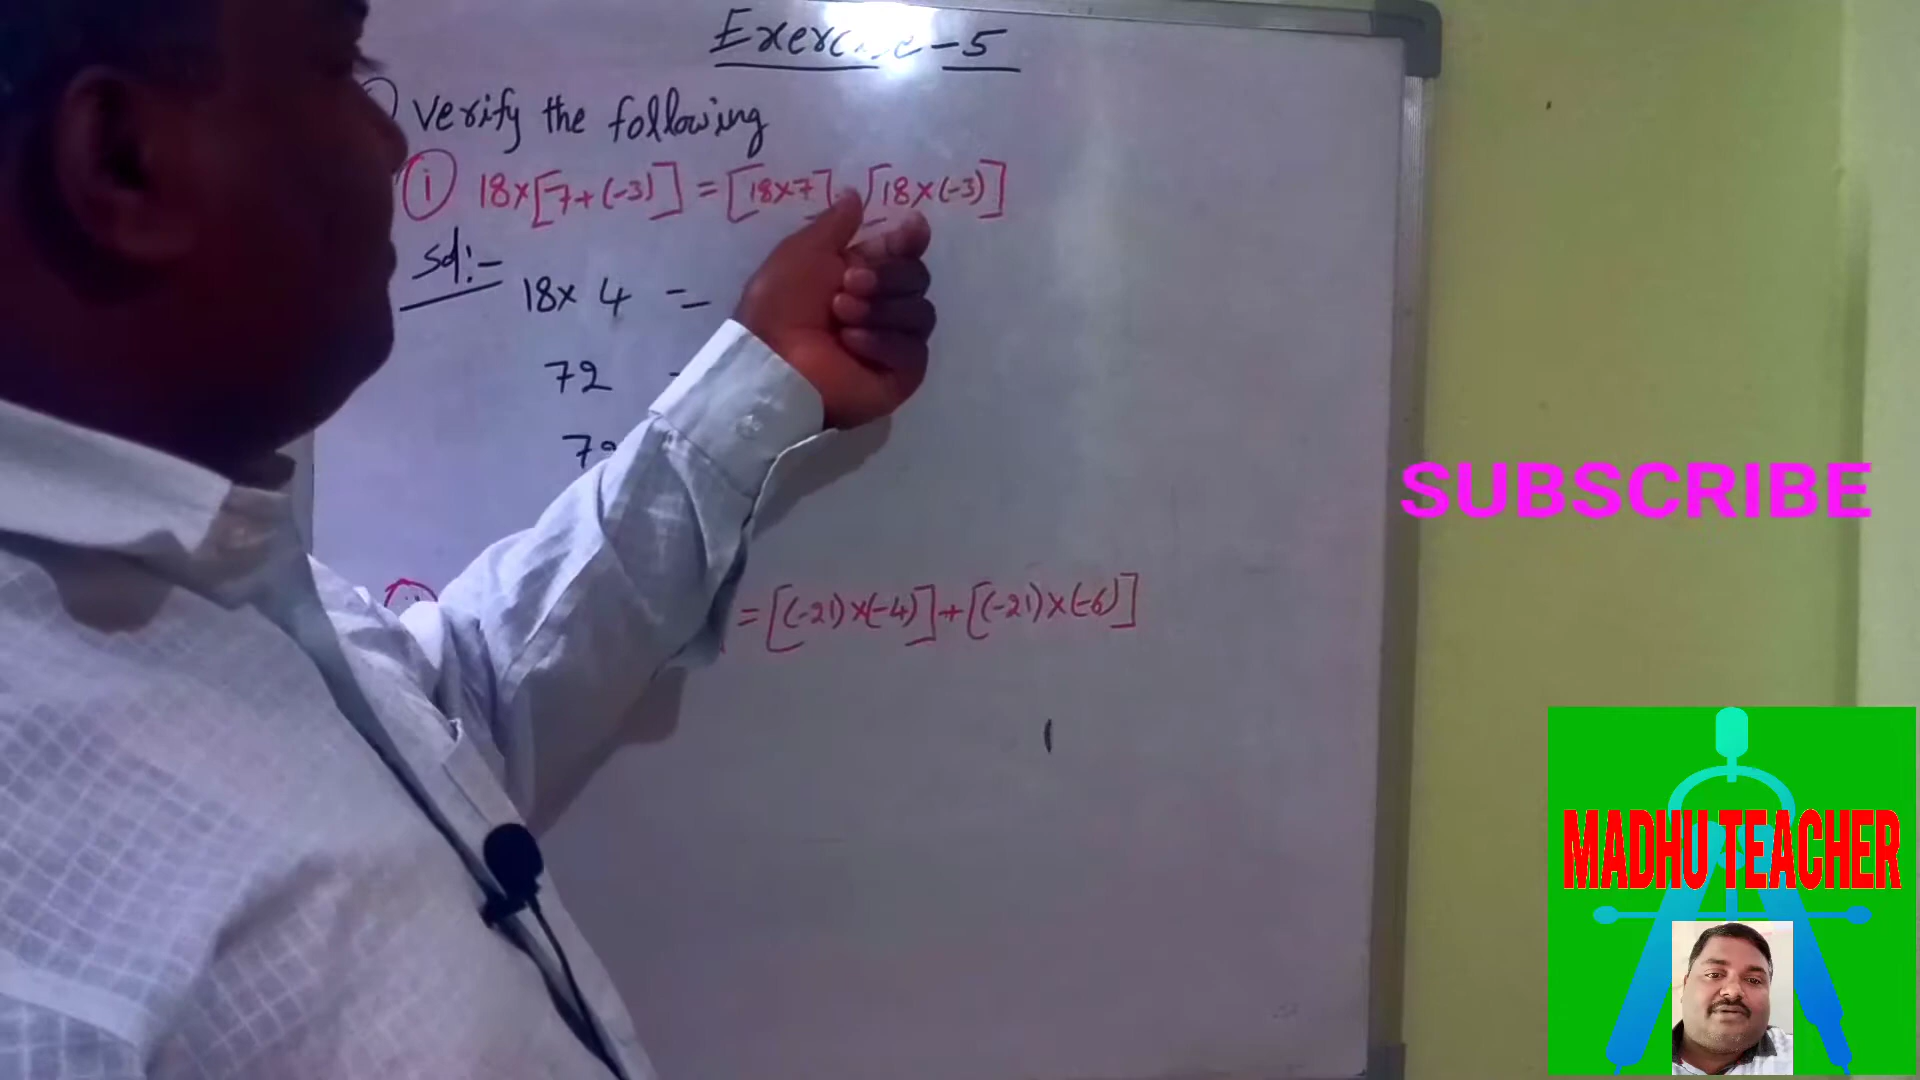 Exercise-5
Verify the following
i 18×[7+(-3)] = [18×7] [18×(-3)]
Sol:-
18× 4 =
72
= [(-21)×(-4)]+[(-21)×(-6)]
SUBSCRIBE
MADHU TEACHER